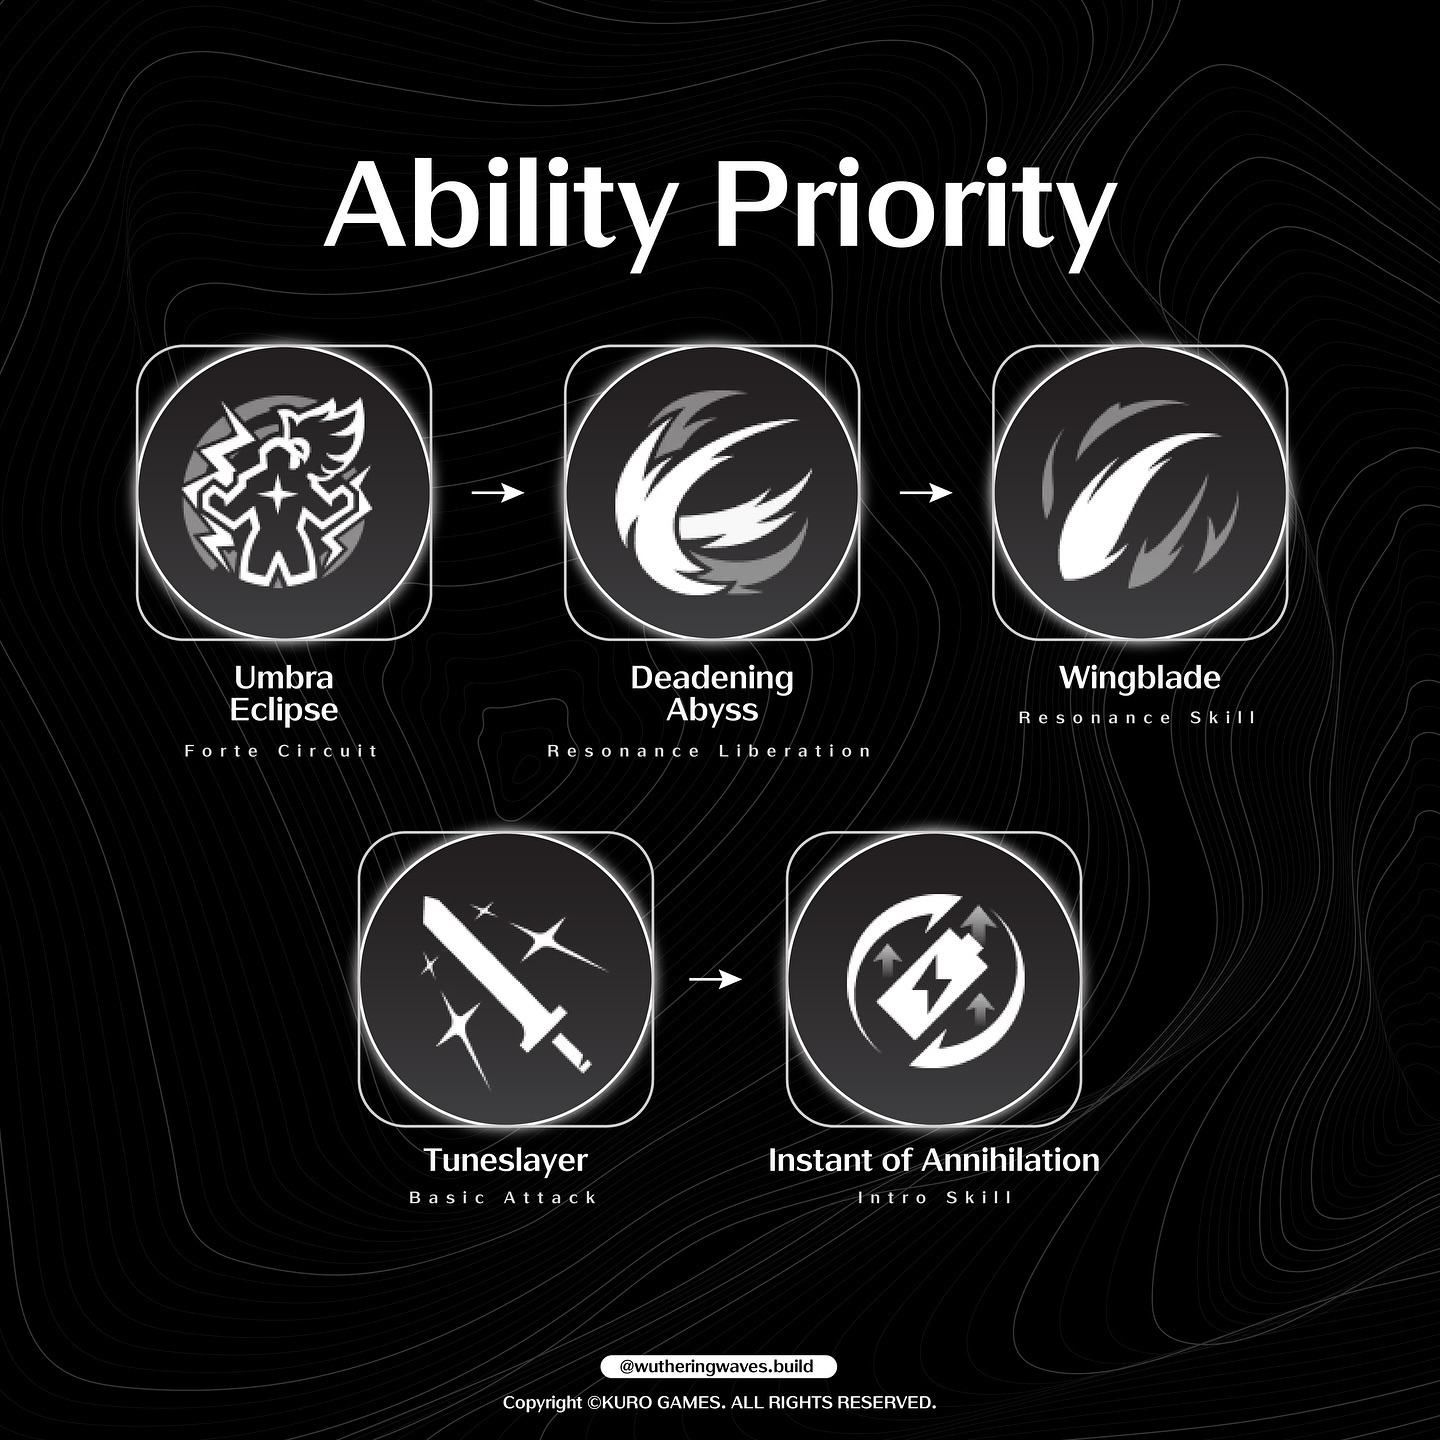 Ability Priority
Umbra
Eclipse
Forte Circuit
Deadening
Abyss
Resonance Liberation
Wingblade
Resonance Skill
Tuneslayer
Basic Attack
Instant of Annihilation
Intro Skill
@wutheringwaves.build
Copyright ©KURO GAMES. ALL RIGHTS RESERVED.